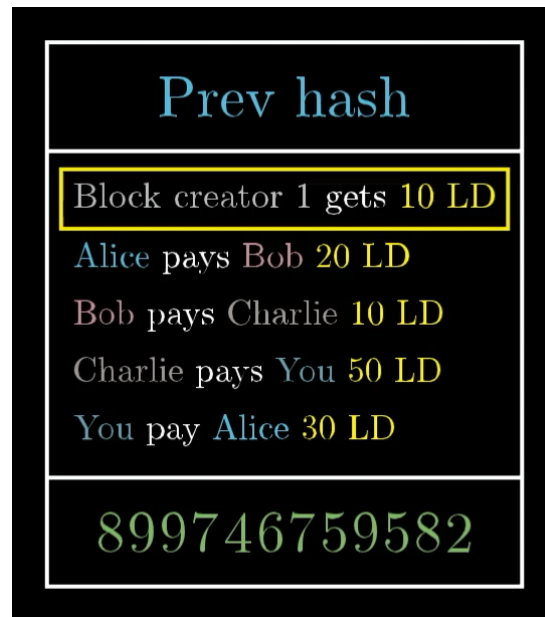 Prev hash
Block creator 1 gets 10 LD
Alice pays Bob 20 LD
Bob pays Charlie 10 LD
Charlie pays You 50 LD
You pay Alice 30 LD
899746759582